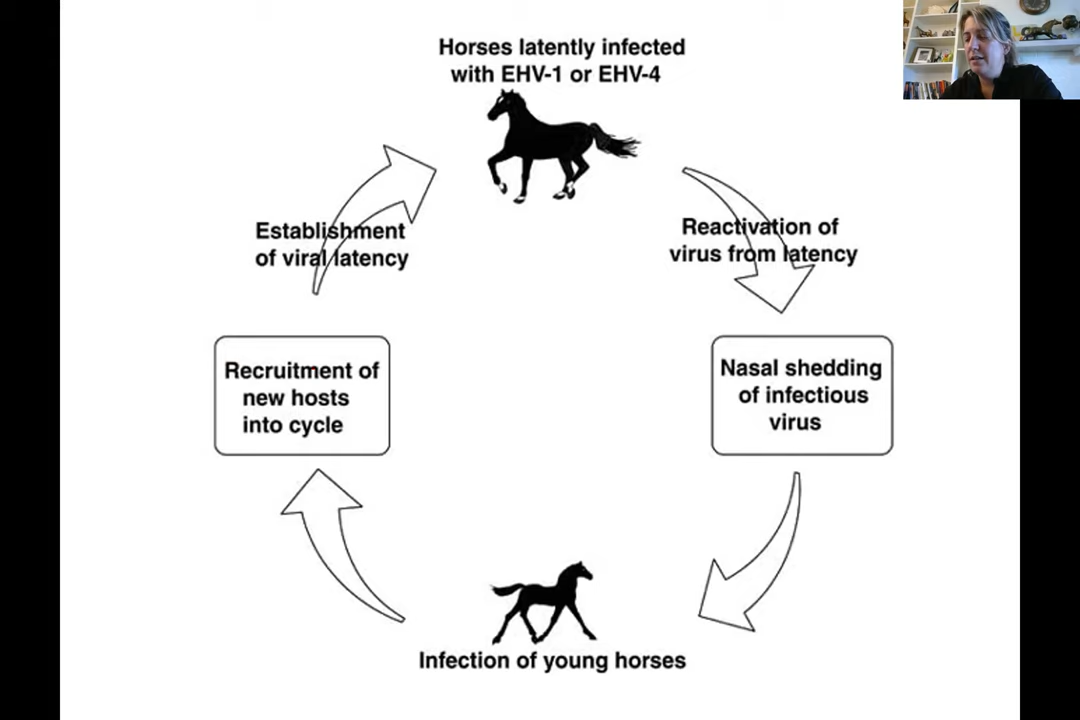 Horses latently infected
with EHV-1 or EHV-4
Reactivation of
virus from latency
Nasal shedding
of infectious
virus
Infection of young horses
Recruitment of
new hosts
into cycle
Establishment
of viral latency